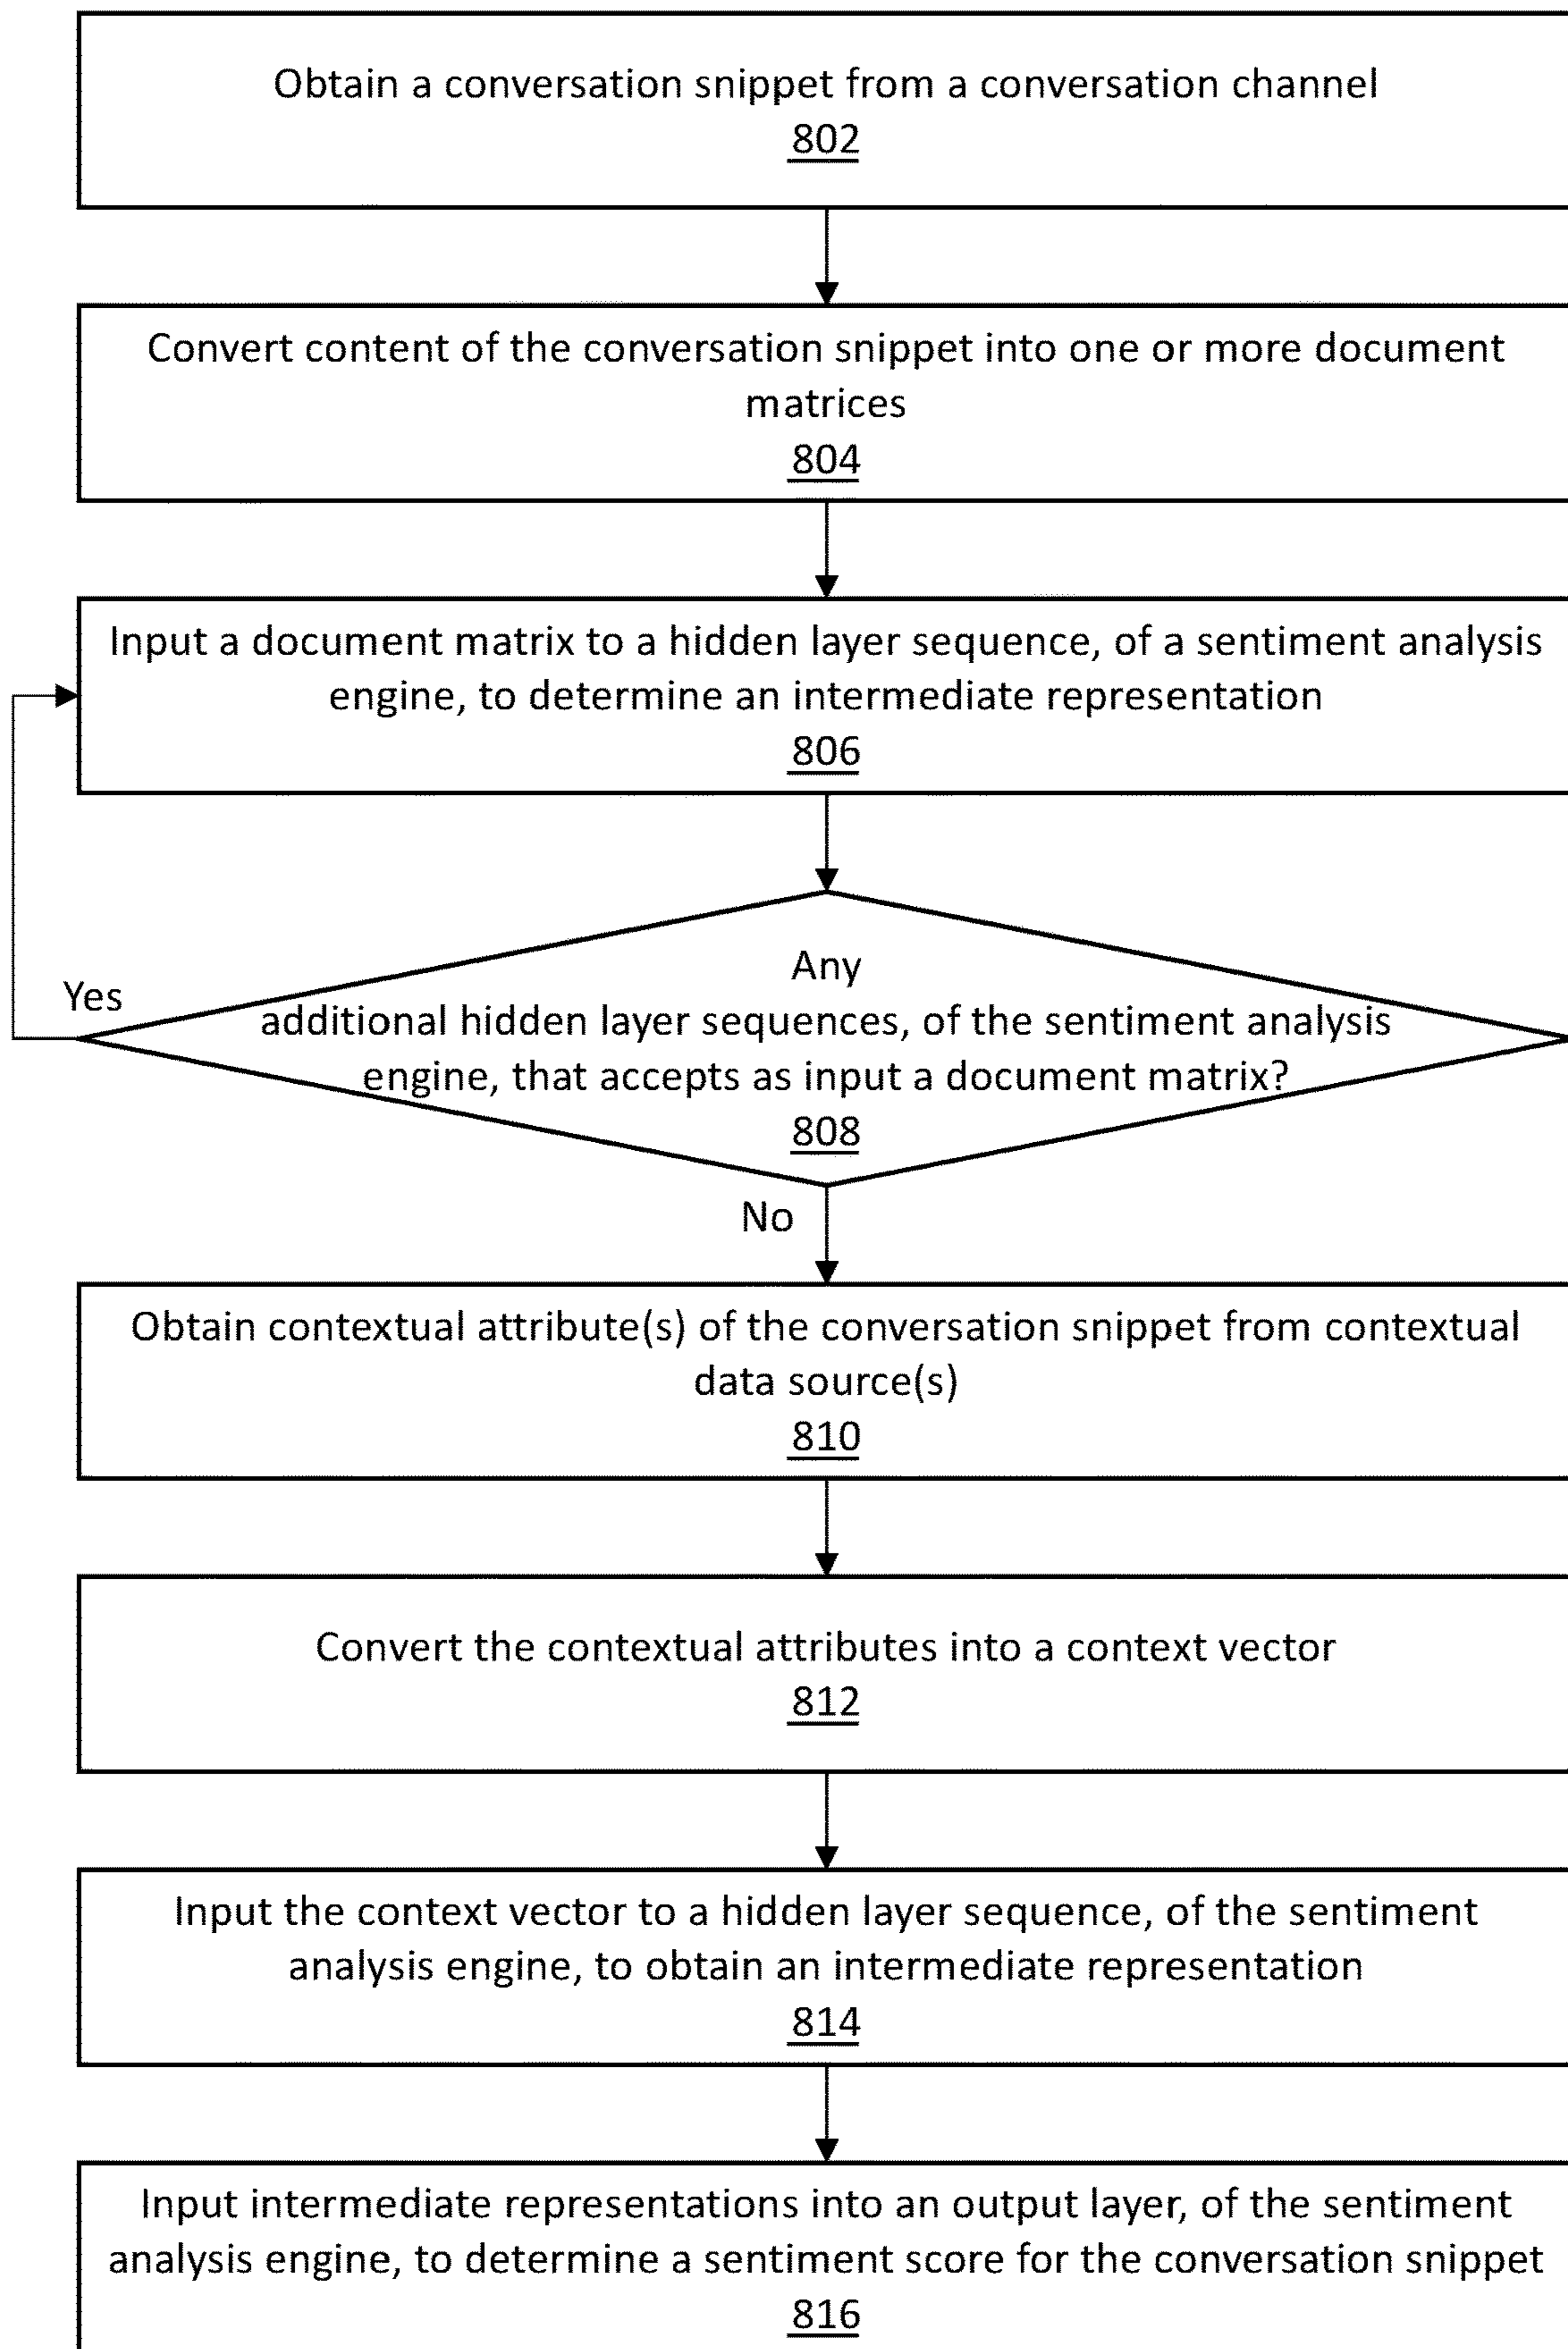 Obtain a conversation snippet from a conversation channel
802
Convert content of the conversation snippet into one or more document
matrices
804
Input a document matrix to a hidden layer sequence, of a sentiment analysis
engine, to determine an intermediate representation
806
Any
additional hidden layer sequences, of the sentiment analysis
engine, that accepts as input a document matrix?
808
Yes
No
Obtain contextual attribute(s) of the conversation snippet from contextual
data source(s)
810
Convert the contextual attributes into a context vector
812
Input the context vector to a hidden layer sequence, of the sentiment
analysis engine, to obtain an intermediate representation
814
Input intermediate representations into an output layer, of the sentiment
analysis engine, to determine a sentiment score for the conversation snippet
816